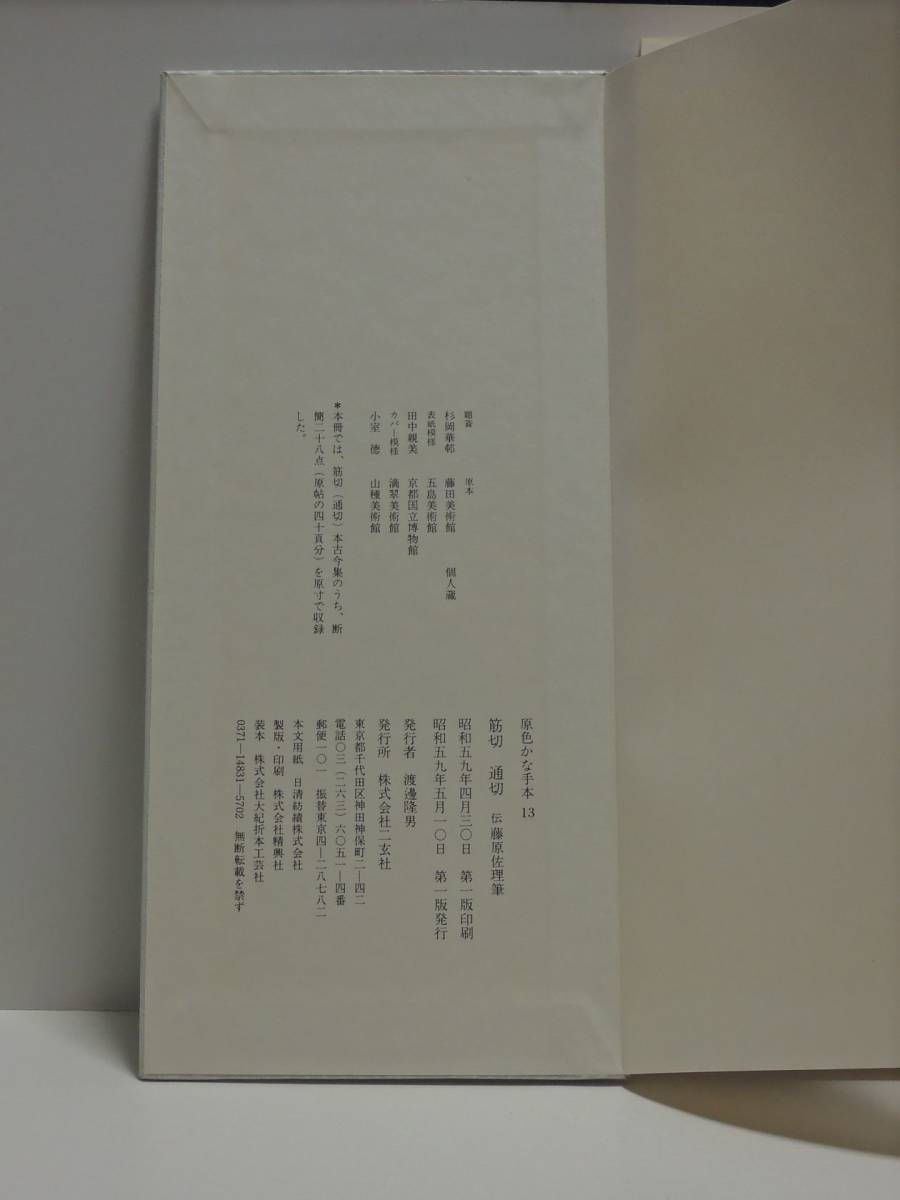 題簽
杉岡華邨
表紙模様
田中親美
カバー模様
小室　徳
原本
藤田美術館　個人蔵
五島美術館
京都国立博物館
滴翠美術館
山種美術館
＊本冊では、筋切（通切）本古今集のうち、断
簡二十八点（原帖の四十頁分）を原寸で収録
した。
原色かな手本 13
筋切　通切　伝藤原佐理筆
昭和五九年四月三〇日　第一版印刷
昭和五九年五月一〇日　第一版発行
発行者　渡邊隆男
発行所　株式会社二玄社
東京都千代田区神田神保町二―四二
電話〇三（二六三）六〇五一―四番
郵便一〇一　振替東京四―二八七八二
本文用紙　日清紡績株式会社
製版・印刷　株式会社精興社
装本　株式会社大紀折本工芸社
0371―14831―5702　無断転載を禁ず